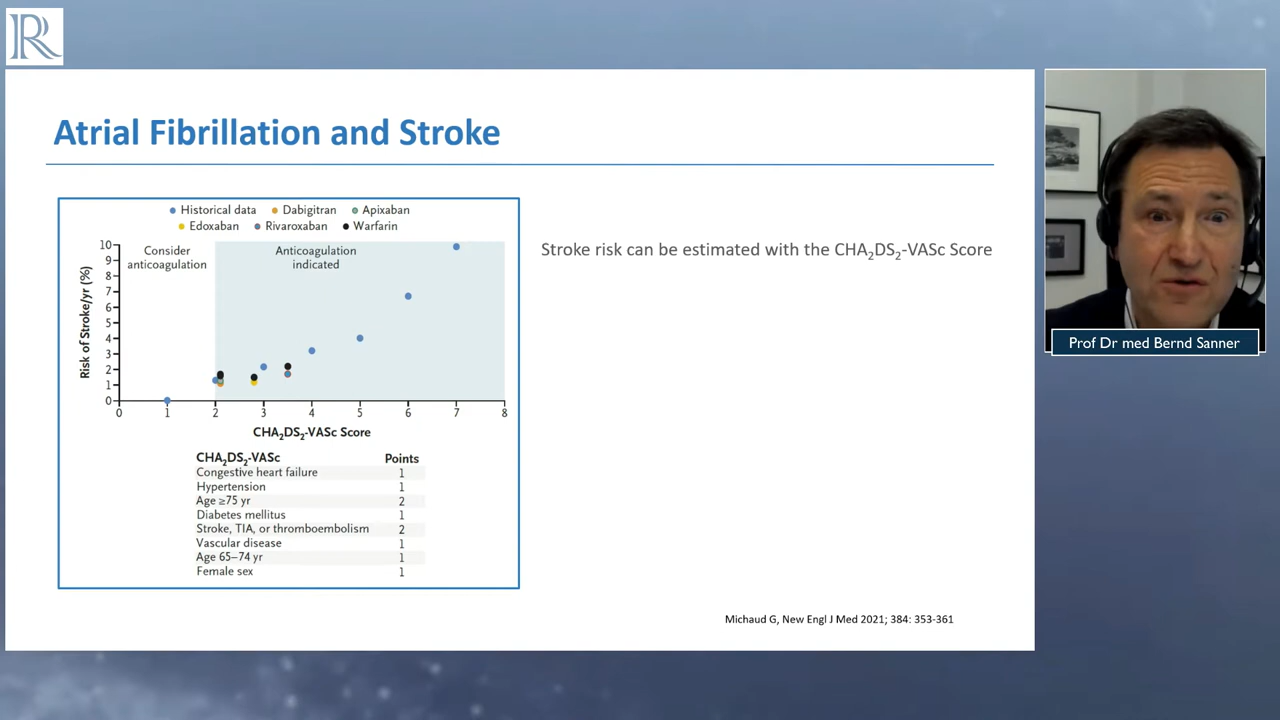 R
Atrial Fibrillation and Stroke
Historical data Dabigitran Apixaban
Edoxaban Rivaroxaban Warfarin
Consider anticoagulation
Anticoagulation indicated
Risk of Stroke/yr (%)
10
9
8
7
6
5
4
3
2
1
0
0 1 2 3 4 5 6 7 8
CHA₂DS₂-VASc Score
CHA₂DS₂-VASc Points
Congestive heart failure 1
Hypertension 1
Age ≥75 yr 2
Diabetes mellitus 1
Stroke, TIA, or thromboembolism 2
Vascular disease 1
Age 65–74 yr 1
Female sex 1
Stroke risk can be estimated with the CHA₂DS₂-VASc Score
Michaud G, New Engl J Med 2021; 384: 353-361
Prof Dr med Bernd Sanner